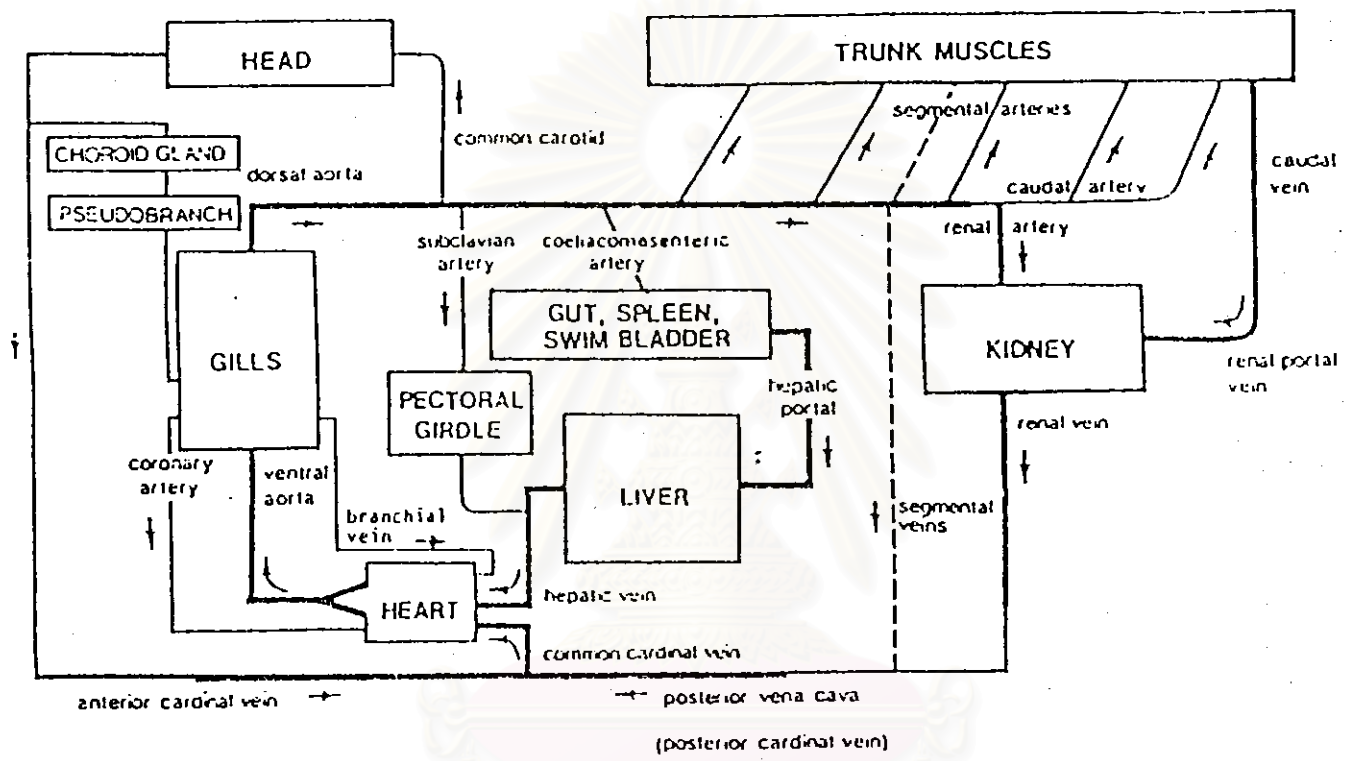 HEAD
TRUNK MUSCLES
segmental arteries
common carotid
CHOROID GLAND
dorsal aorta
caudal artery
caudal
vein
PSEUDOBRANCH
subclavian
artery
coeliacomesenteric
artery
renal artery
GILLS
GUT, SPLEEN,
SWIM BLADDER
KIDNEY
renal portal
vein
PECTORAL
GIRDLE
hepatic
portal
renal vein
coronary
artery
ventral
aorta
LIVER
branchial
vein
segmental
veins
HEART
hepatic vein
common cardinal vein
anterior cardinal vein
posterior vena cava
(posterior cardinal vein)